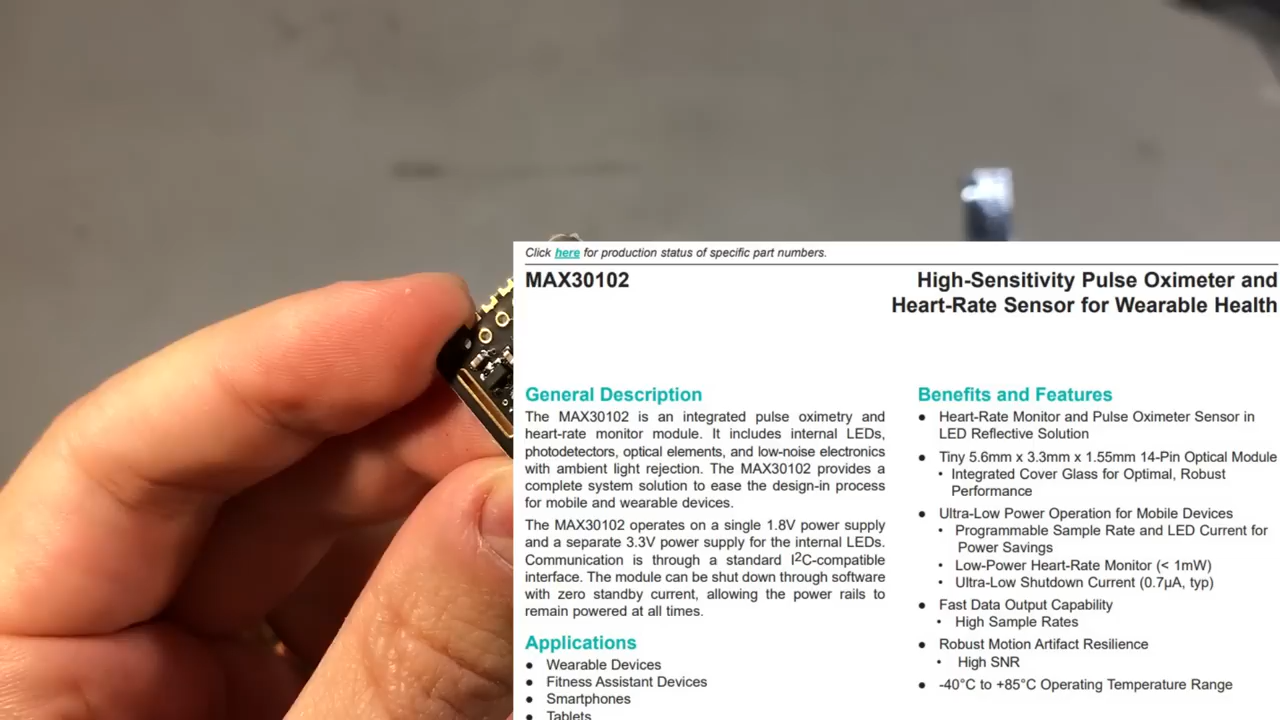 Click here for production status of specific part numbers.
MAX30102
High-Sensitivity Pulse Oximeter and
Heart-Rate Sensor for Wearable Health
General Description
The MAX30102 is an integrated pulse oximetry and
heart-rate monitor module. It includes internal LEDs,
photodetectors, optical elements, and low-noise electronics
with ambient light rejection. The MAX30102 provides a
complete system solution to ease the design-in process
for mobile and wearable devices.
The MAX30102 operates on a single 1.8V power supply
and a separate 3.3V power supply for the internal LEDs.
Communication is through a standard I2C-compatible
interface. The module can be shut down through software
with zero standby current, allowing the power rails to
remain powered at all times.
Applications
● Wearable Devices
● Fitness Assistant Devices
● Smartphones
● Tablets
Benefits and Features
● Heart-Rate Monitor and Pulse Oximeter Sensor in
LED Reflective Solution
● Tiny 5.6mm x 3.3mm x 1.55mm 14-Pin Optical Module
• Integrated Cover Glass for Optimal, Robust
Performance
● Ultra-Low Power Operation for Mobile Devices
• Programmable Sample Rate and LED Current for
Power Savings
• Low-Power Heart-Rate Monitor (< 1mW)
• Ultra-Low Shutdown Current (0.7µA, typ)
● Fast Data Output Capability
• High Sample Rates
● Robust Motion Artifact Resilience
• High SNR
● -40°C to +85°C Operating Temperature Range